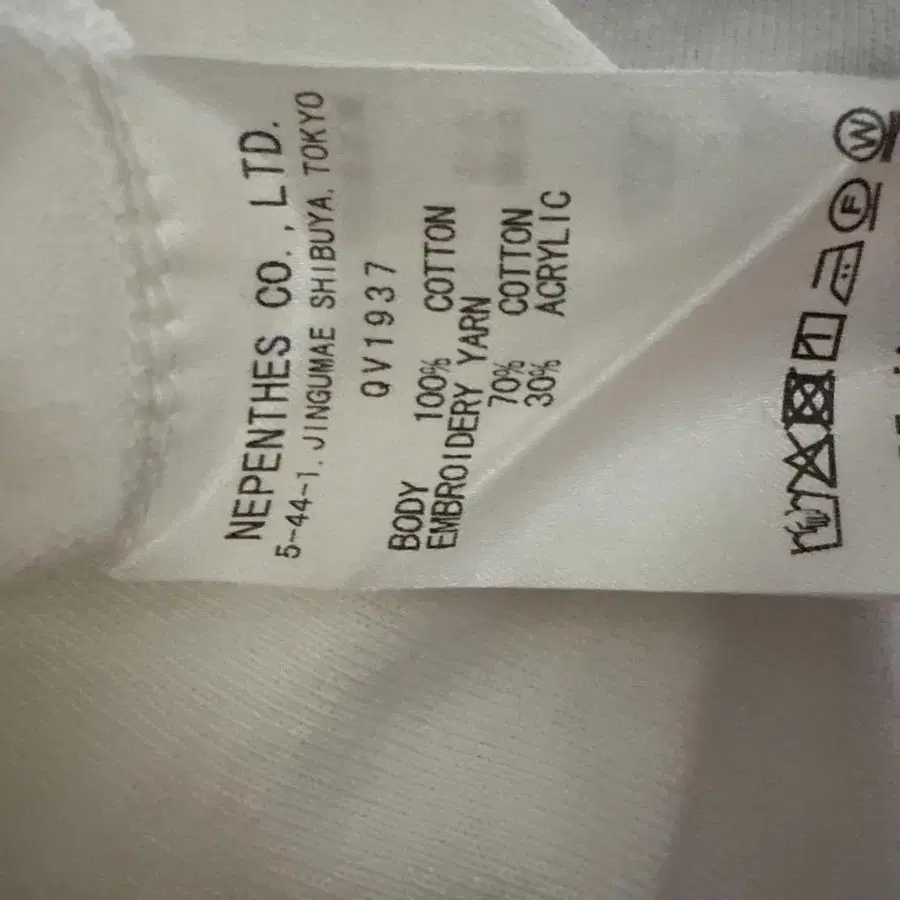 NEPENTHES CO., LTD.
5-44-1, JINGUMAE SHIBUYA, TOKYO
QV1937
BODY 100% COTTON
EMBROIDERY YARN
70% COTTON
30% ACRYLIC
F W